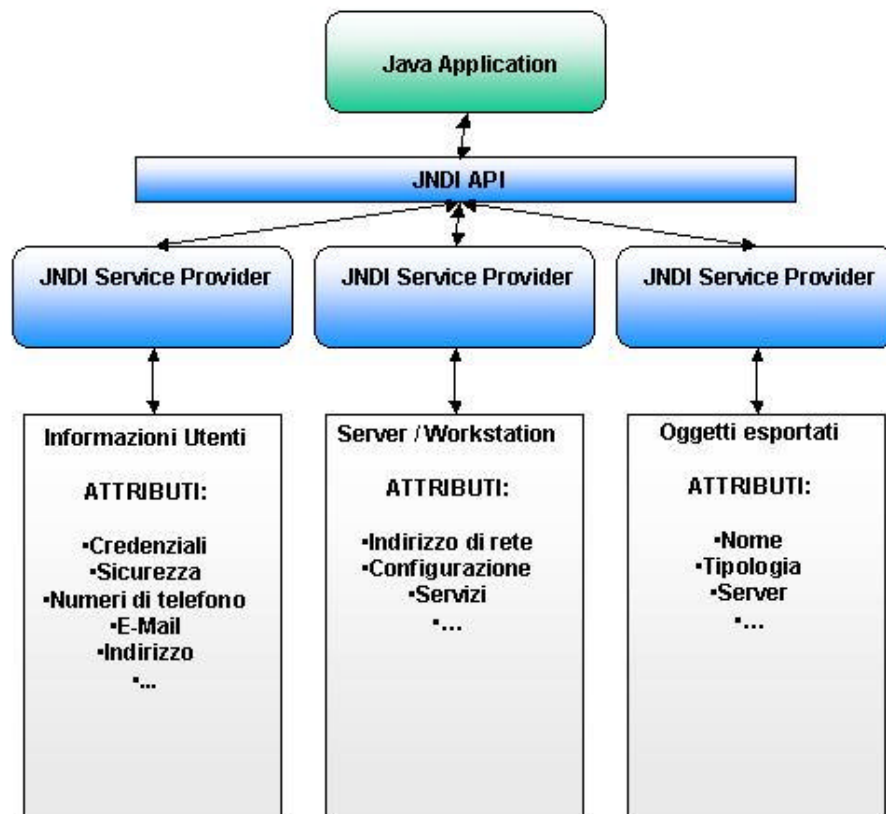 Java Application
JNDI API
JNDI Service Provider
JNDI Service Provider
JNDI Service Provider
Informazioni Utenti
ATTRIBUTI:
▪Credenziali
▪Sicurezza
▪Numeri di telefono
▪E-Mail
▪Indirizzo
▪...
Server / Workstation
ATTRIBUTI:
▪Indirizzo di rete
▪Configurazione
▪Servizi
▪...
Oggetti esportati
ATTRIBUTI:
▪Nome
▪Tipologia
▪Server
▪...